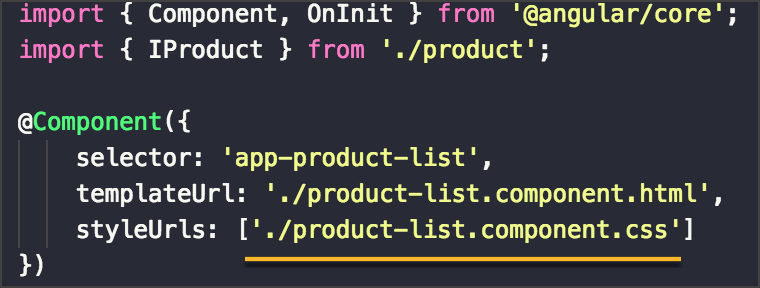 import { Component, OnInit } from '@angular/core';
import { IProduct } from './product';
@Component({
    selector: 'app-product-list',
    templateUrl: './product-list.component.html',
    styleUrls: ['./product-list.component.css']
})